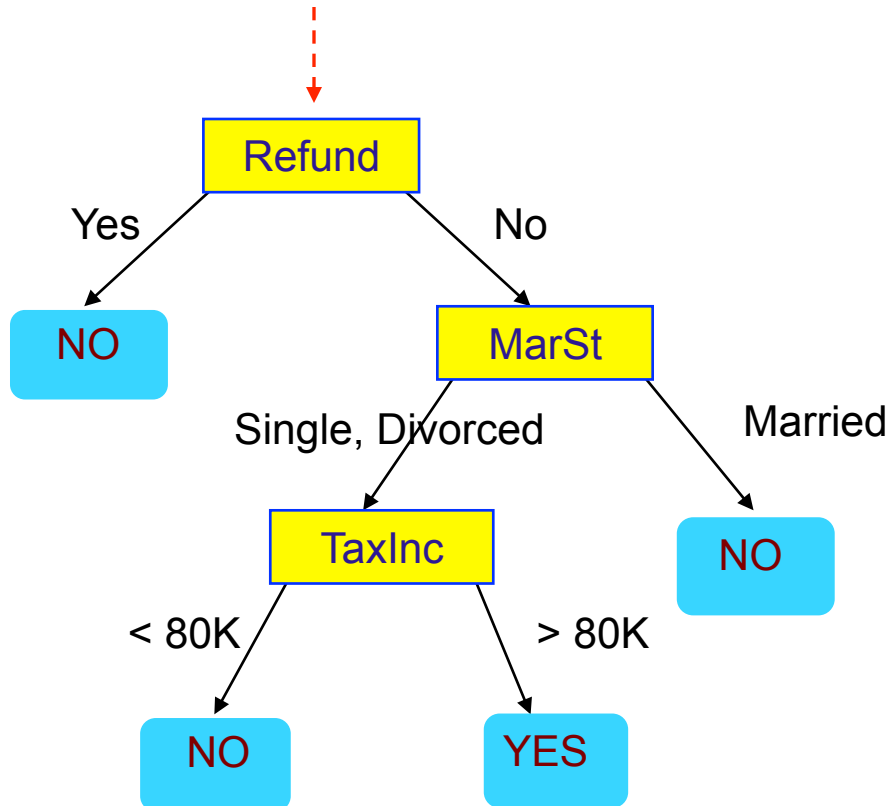 Refund
Yes
No
NO
MarSt
Single, Divorced
Married
TaxInc
NO
< 80K
> 80K
NO
YES